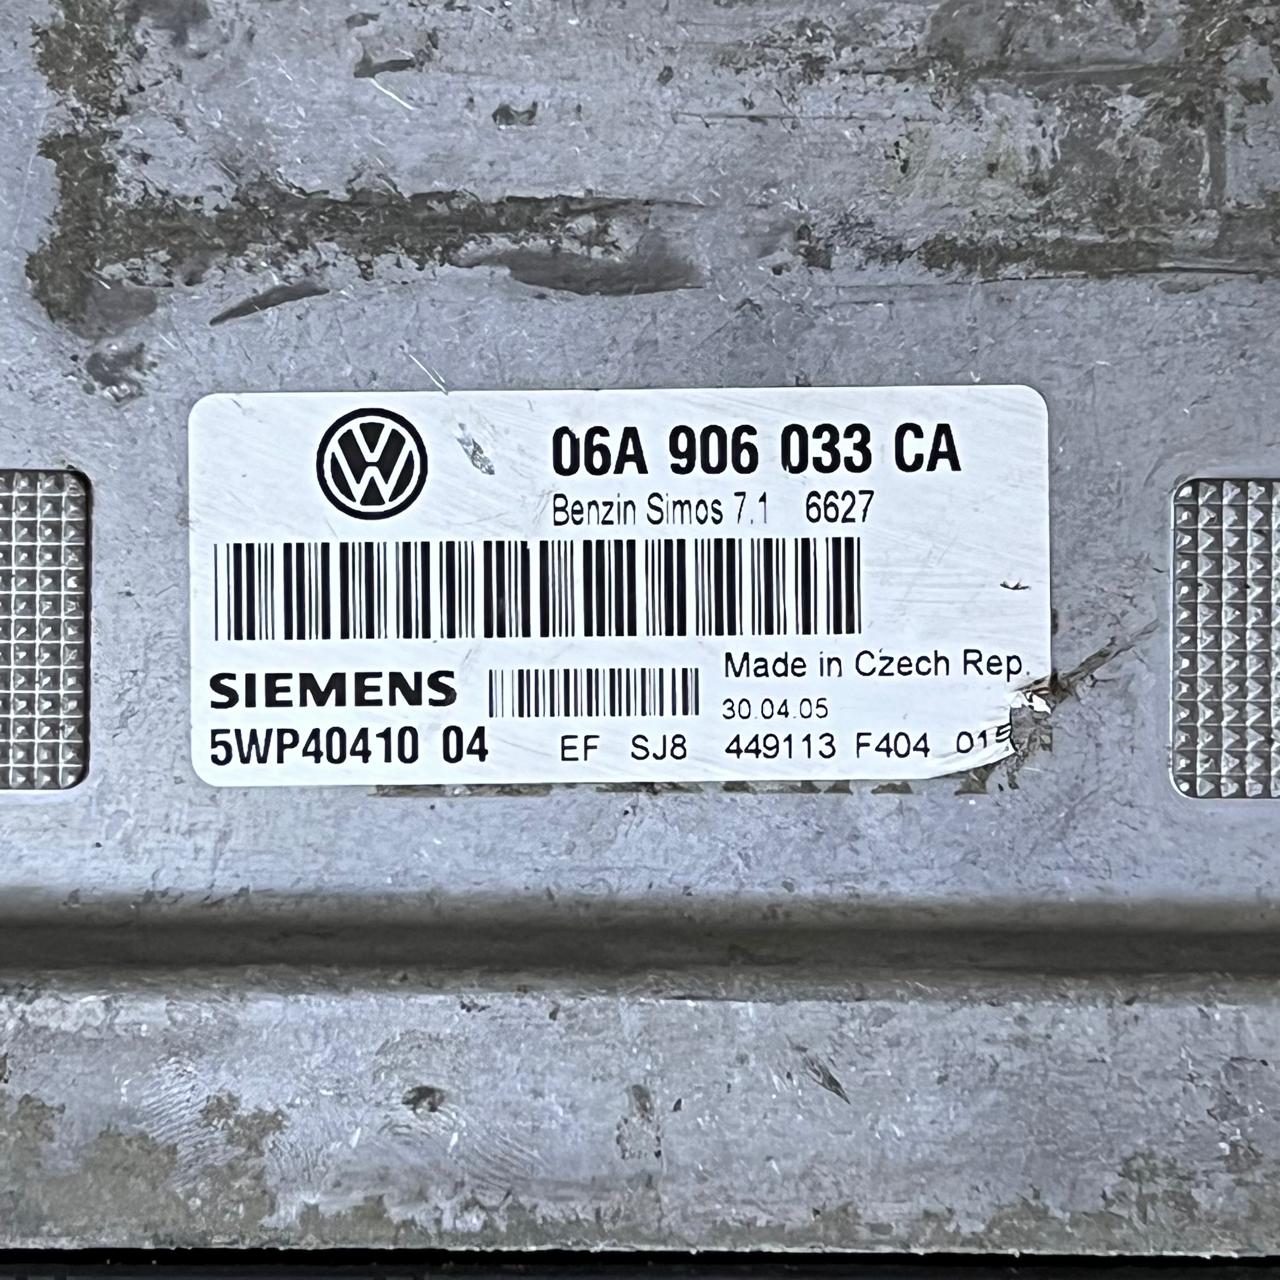 06A 906 033 CA
Benzin Simos 7.1 6627
Made in Czech Rep.
SIEMENS
30.04.05
5WP40410 04 EF SJ8 449113 F404